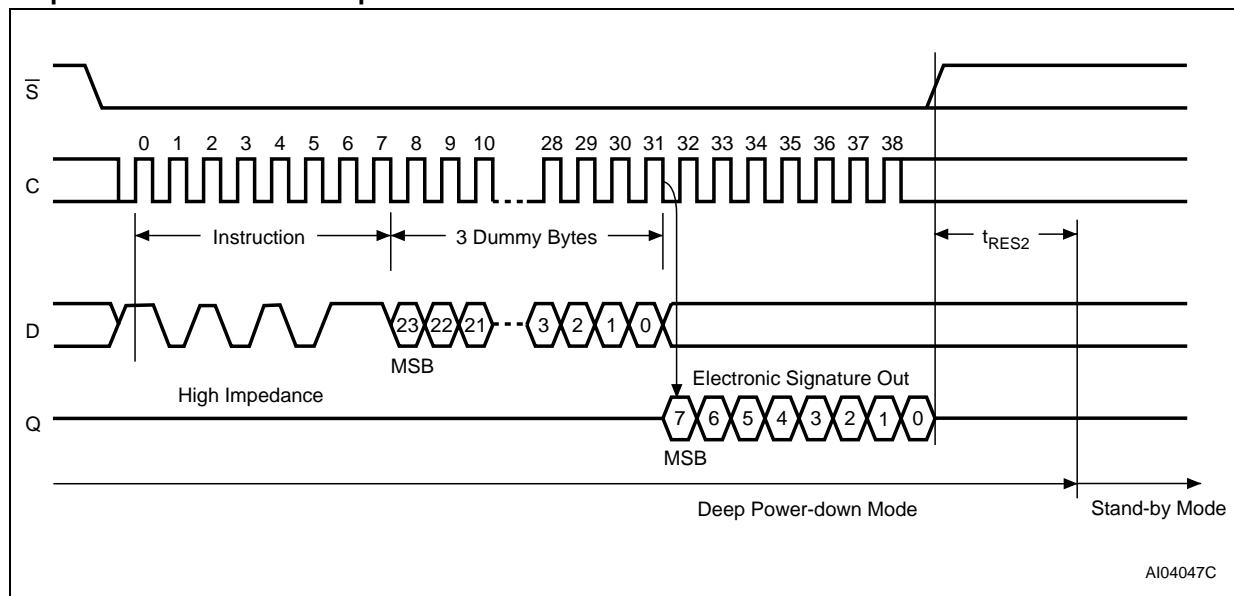 S
0 1 2 3 4 5 6 7 8 9 10 28 29 30 31 32 33 34 35 36 37 38
C
Instruction 3 Dummy Bytes tRES2
D 23 22 21 3 2 1 0
MSB
High Impedance Electronic Signature Out
Q 7 6 5 4 3 2 1 0
MSB
Deep Power-down Mode Stand-by Mode
AI04047C